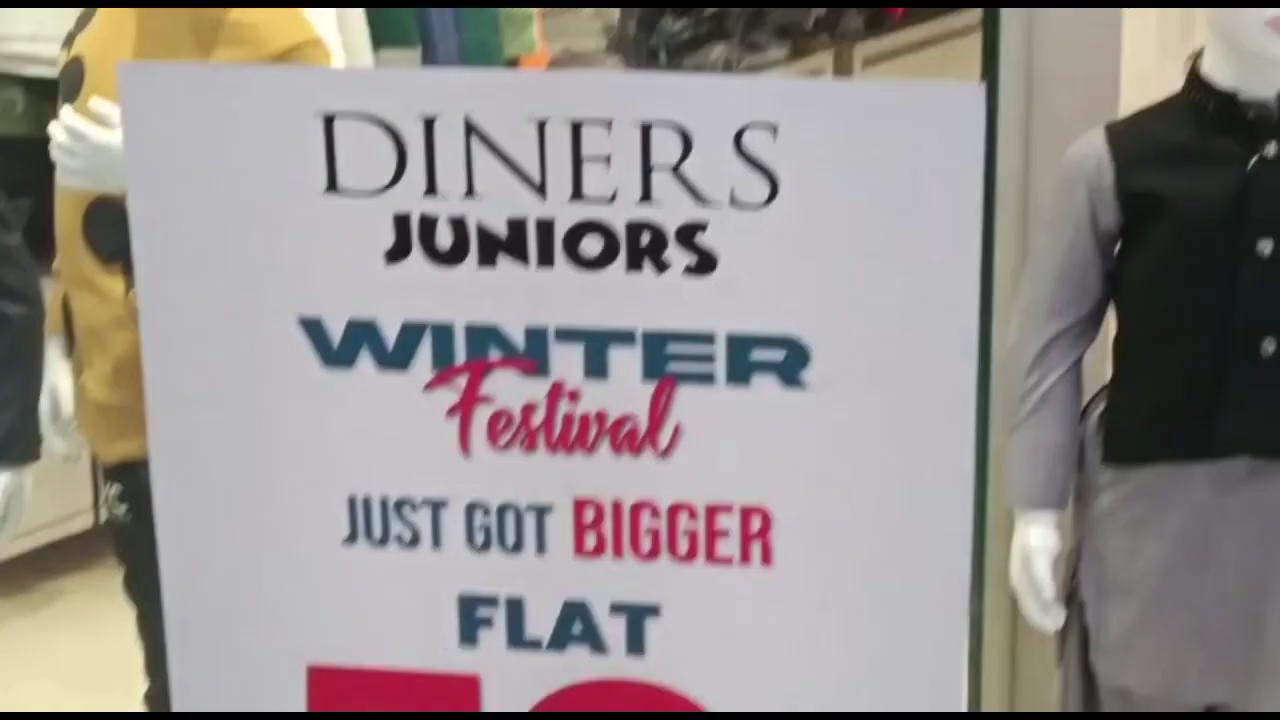 DINERS
JUNIORS
WINTER
Festival
JUST GOT BIGGER
FLAT